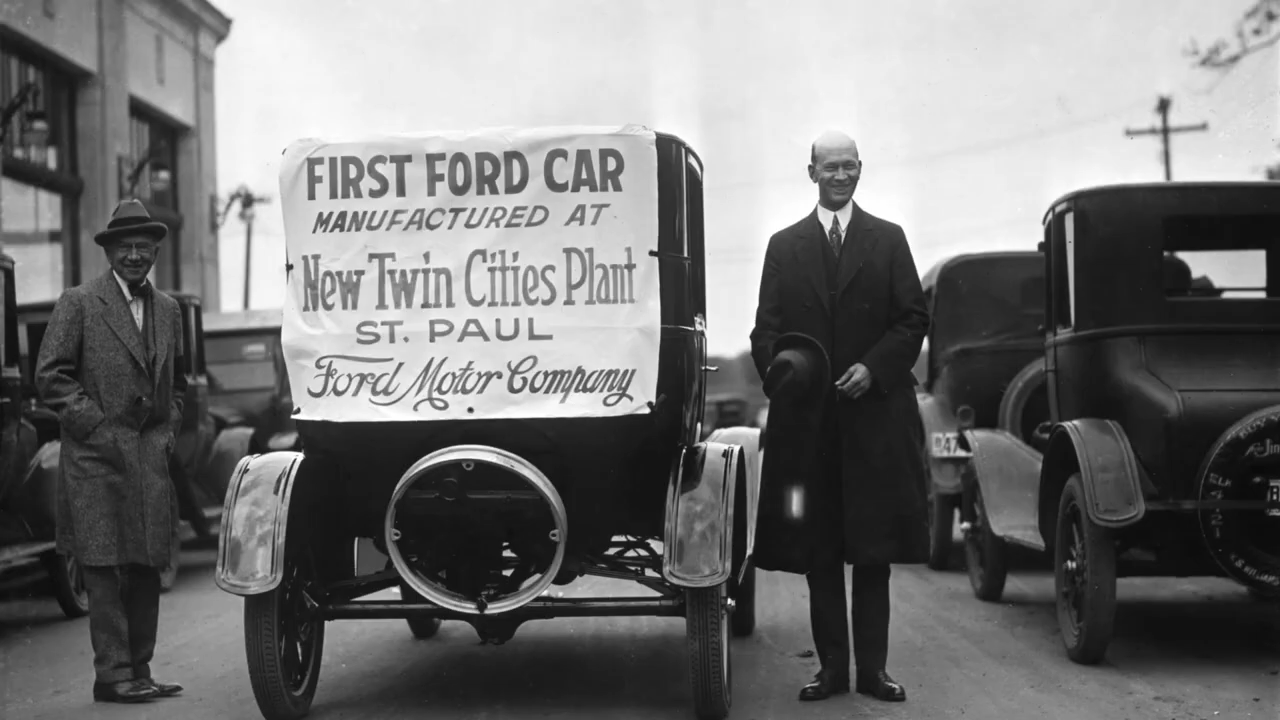 FIRST FORD CAR
MANUFACTURED AT
New Twin Cities Plant
ST. PAUL
Ford Motor Company